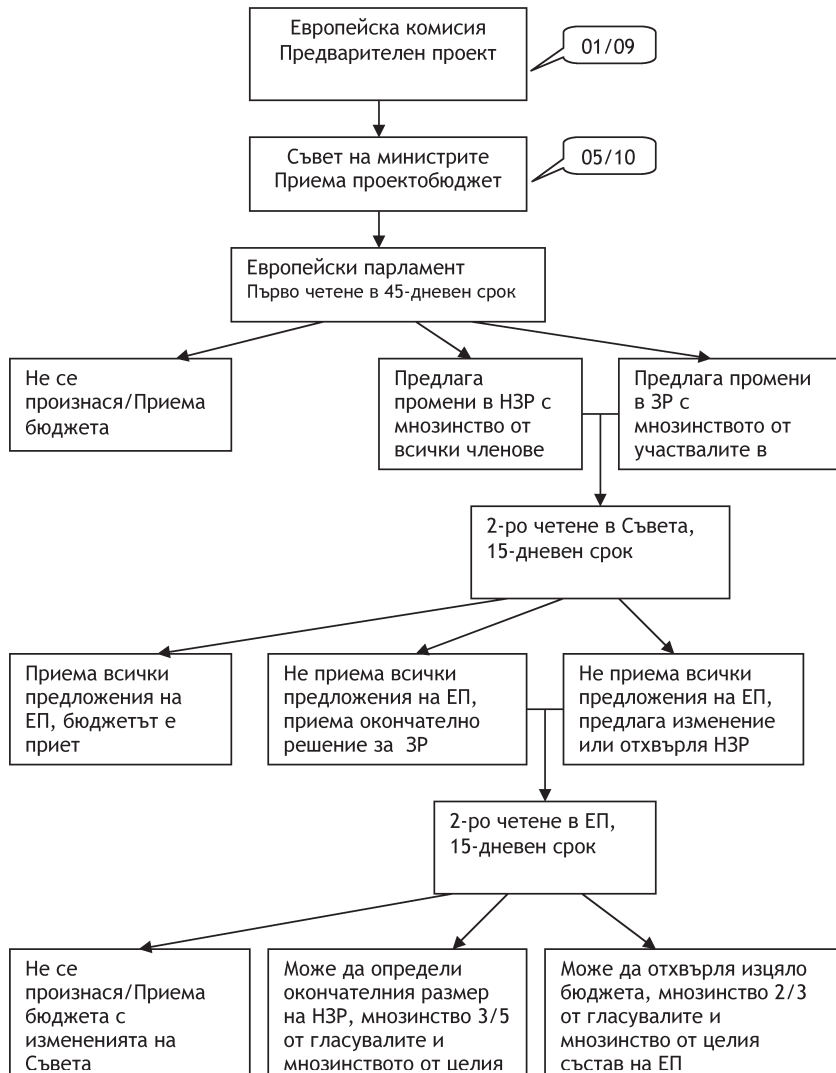 Европейска комисия
Предварителен проект
01/09
Съвет на министрите
Приема проектобюджет
05/10
Европейски парламент
Първо четене в 45-дневен срок
Не се
произнася/Приема
бюджета
Предлага
промени в НЗР с
мнозинство от
всички членове
Предлага промени
в ЗР с
мнозинството от
участвалите в
2-ро четене в Съвета,
15-дневен срок
Приема всички
предложения на
ЕП, бюджетът е
приет
Не приема всички
предложения на ЕП,
приема окончателно
решение за ЗР
Не приема всички
предложения на ЕП,
предлага изменение
или отхвърля НЗР
2-ро четене в ЕП,
15-дневен срок
Не се
произнася/Приема
бюджета с
измененията на
Съвета
Може да определи
окончателния размер
на НЗР, мнозинство 3/5
от гласувалите и
мнозинството от целия
Може да отхвърля изцяло
бюджета, мнозинство 2/3
от гласувалите и
мнозинство от целия
състав на ЕП